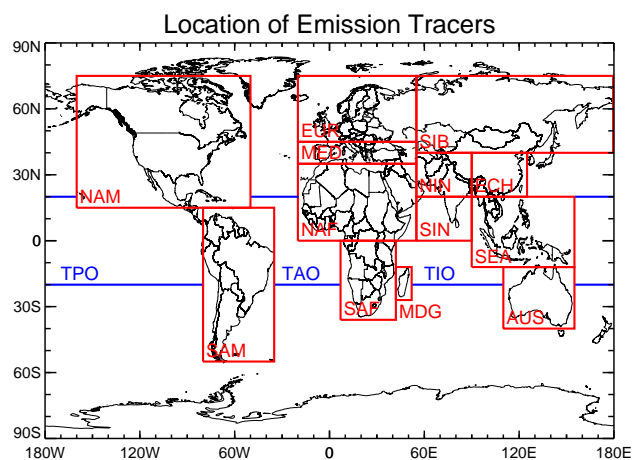 Location of Emission Tracers
90N
60N
EUR
SIB
MED
30N
NAM
NIN
ECH
NAF
SIN
0
SEA
TPO
TAO
TIO
30S
SAF
MDG
AUS
SAM
60S
90S
180W
120W
60W
0
60E
120E
180E